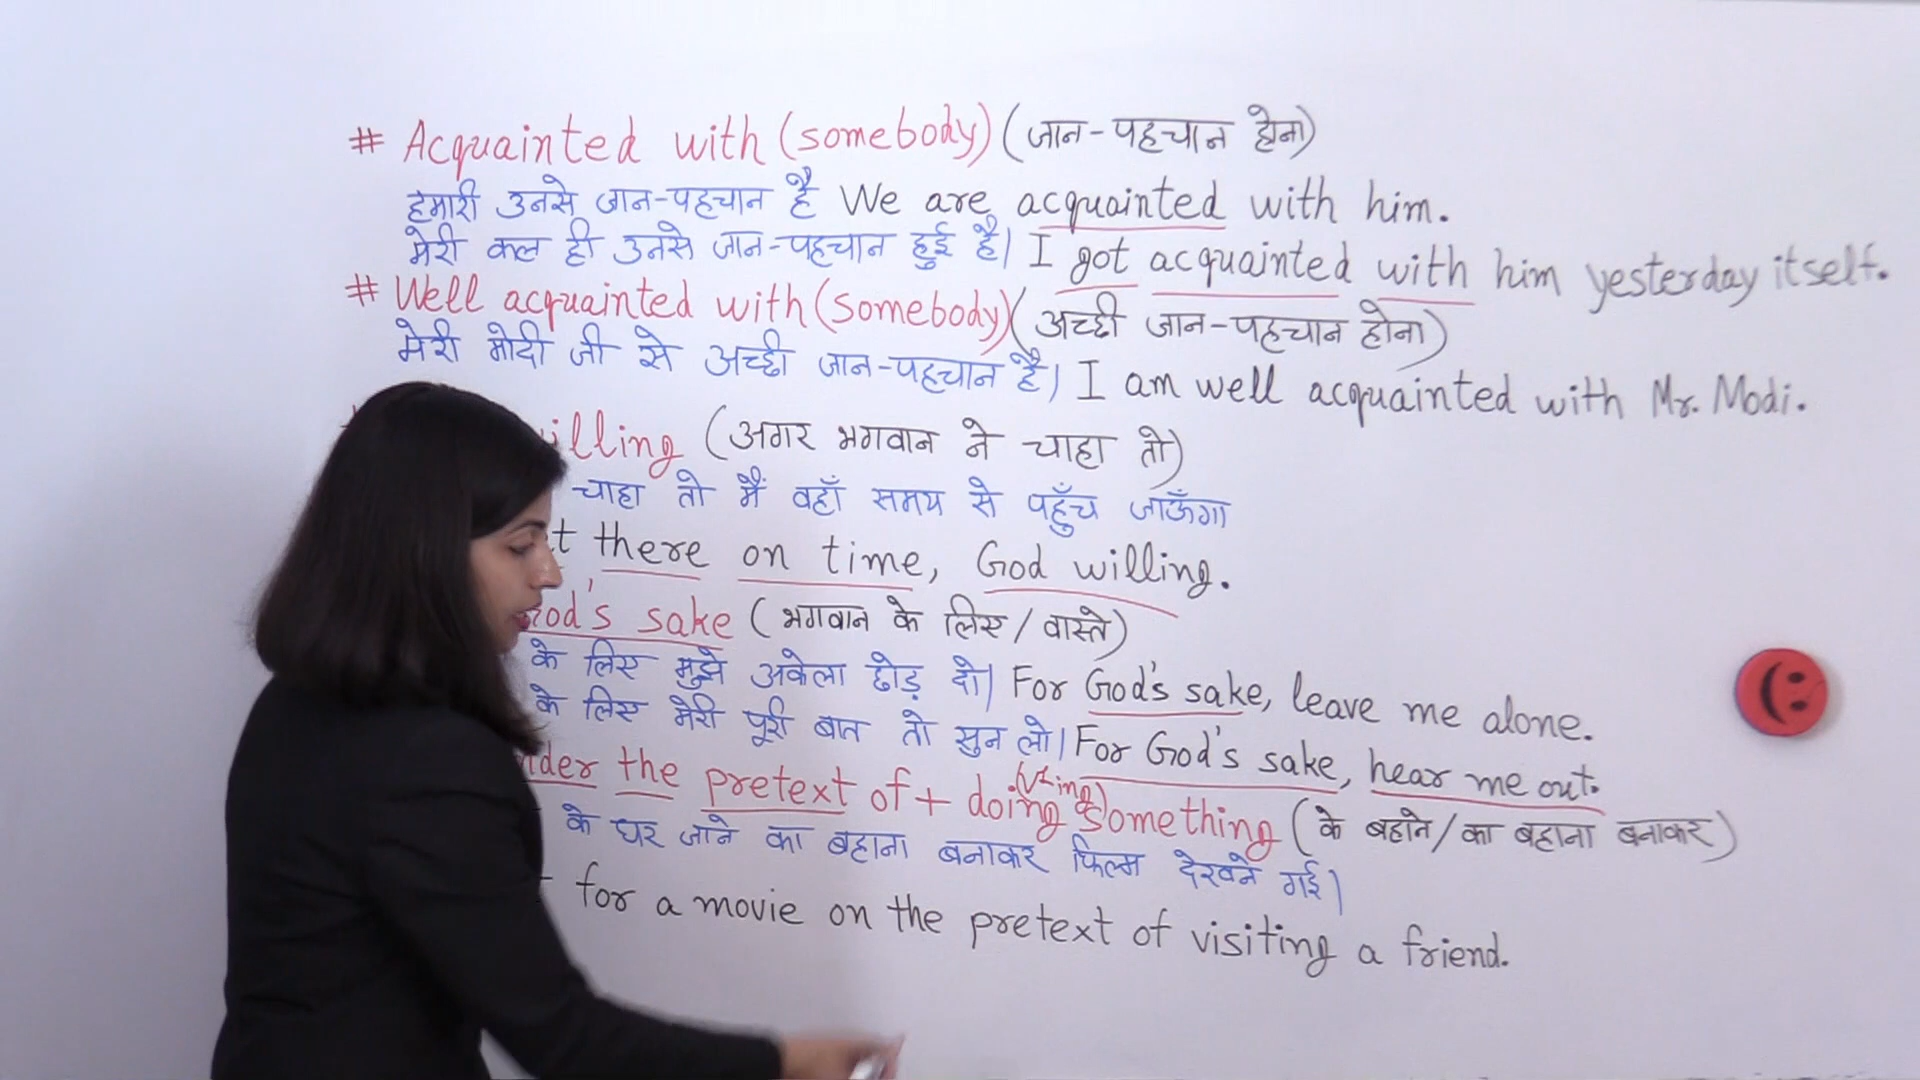 # Acquainted with (somebody) (जान-पहचान होना)
हमारी उनसे जान-पहचान है We are acquainted with him.
मेरी कल ही उनसे जान-पहचान हुई है। I got acquainted with him yesterday itself.
# Well acquainted with (somebody) (अच्छी जान-पहचान होना)
मेरी मोदी जी से अच्छी जान-पहचान है। I am well acquainted with Mr. Modi.
(अगर भगवान ने चाहा तो)
चाहा तो मैं वहाँ समय से पहुँच जाऊँगा
there on time, God willing.
God's sake (भगवान के लिए/वास्ते)
के लिए मुझे अकेला छोड़ दो। For God's sake, leave me alone.
के लिए मेरी पूरी बात तो सुन लो। For God's sake, hear me out.
the pretext of + doing (V+ing) something (के बहाने/का बहाना बनाकर)
के घर जाने का बहाना बनाकर फिल्म देखने गई।
for a movie on the pretext of visiting a friend.